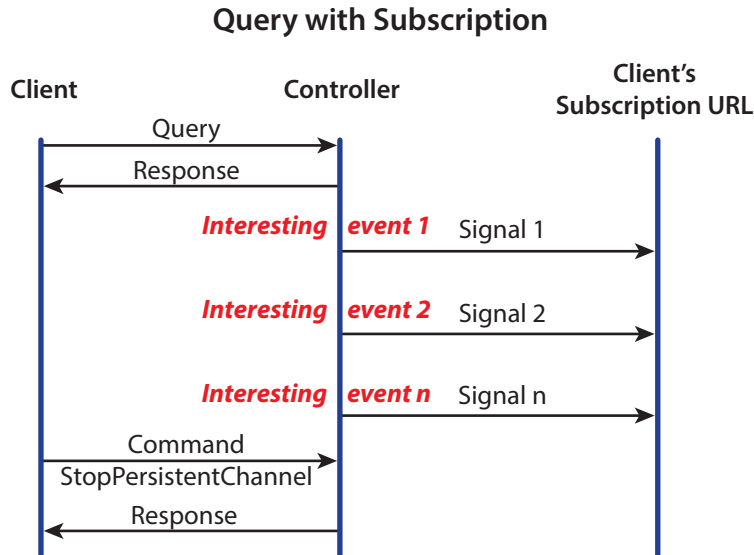 Query with Subscription
Client
Controller
Client’s
Subscription URL
Query
Response
Interesting event 1 Signal 1
Interesting event 2 Signal 2
Interesting event n Signal n
Command
StopPersistentChannel
Response